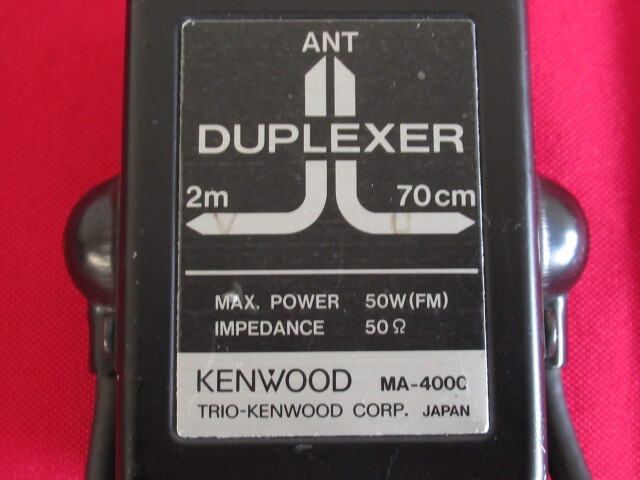 ANT
DUPLEXER
2m 70cm
V U
MAX. POWER 50W(FM)
IMPEDANCE 50Ω
KENWOOD MA-4000
TRIO-KENWOOD CORP. JAPAN